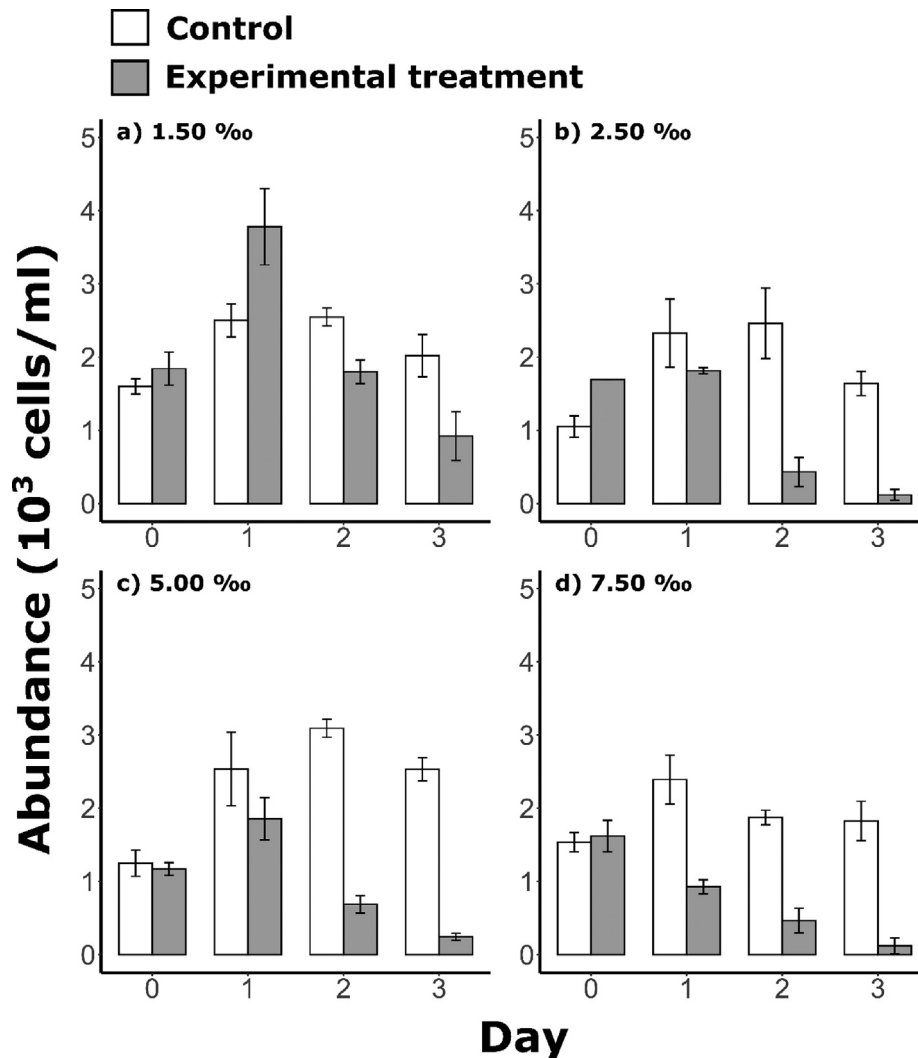 Control
Experimental treatment
a) 1.50 ‰
b) 2.50 ‰
5
4
3
2
1
0
0 1 2 3
5
4
3
2
1
0
0 1 2 3
c) 5.00 ‰
d) 7.50 ‰
5
4
3
2
1
0
0 1 2 3
5
4
3
2
1
0
0 1 2 3
Abundance (10³ cells/ml)
Day